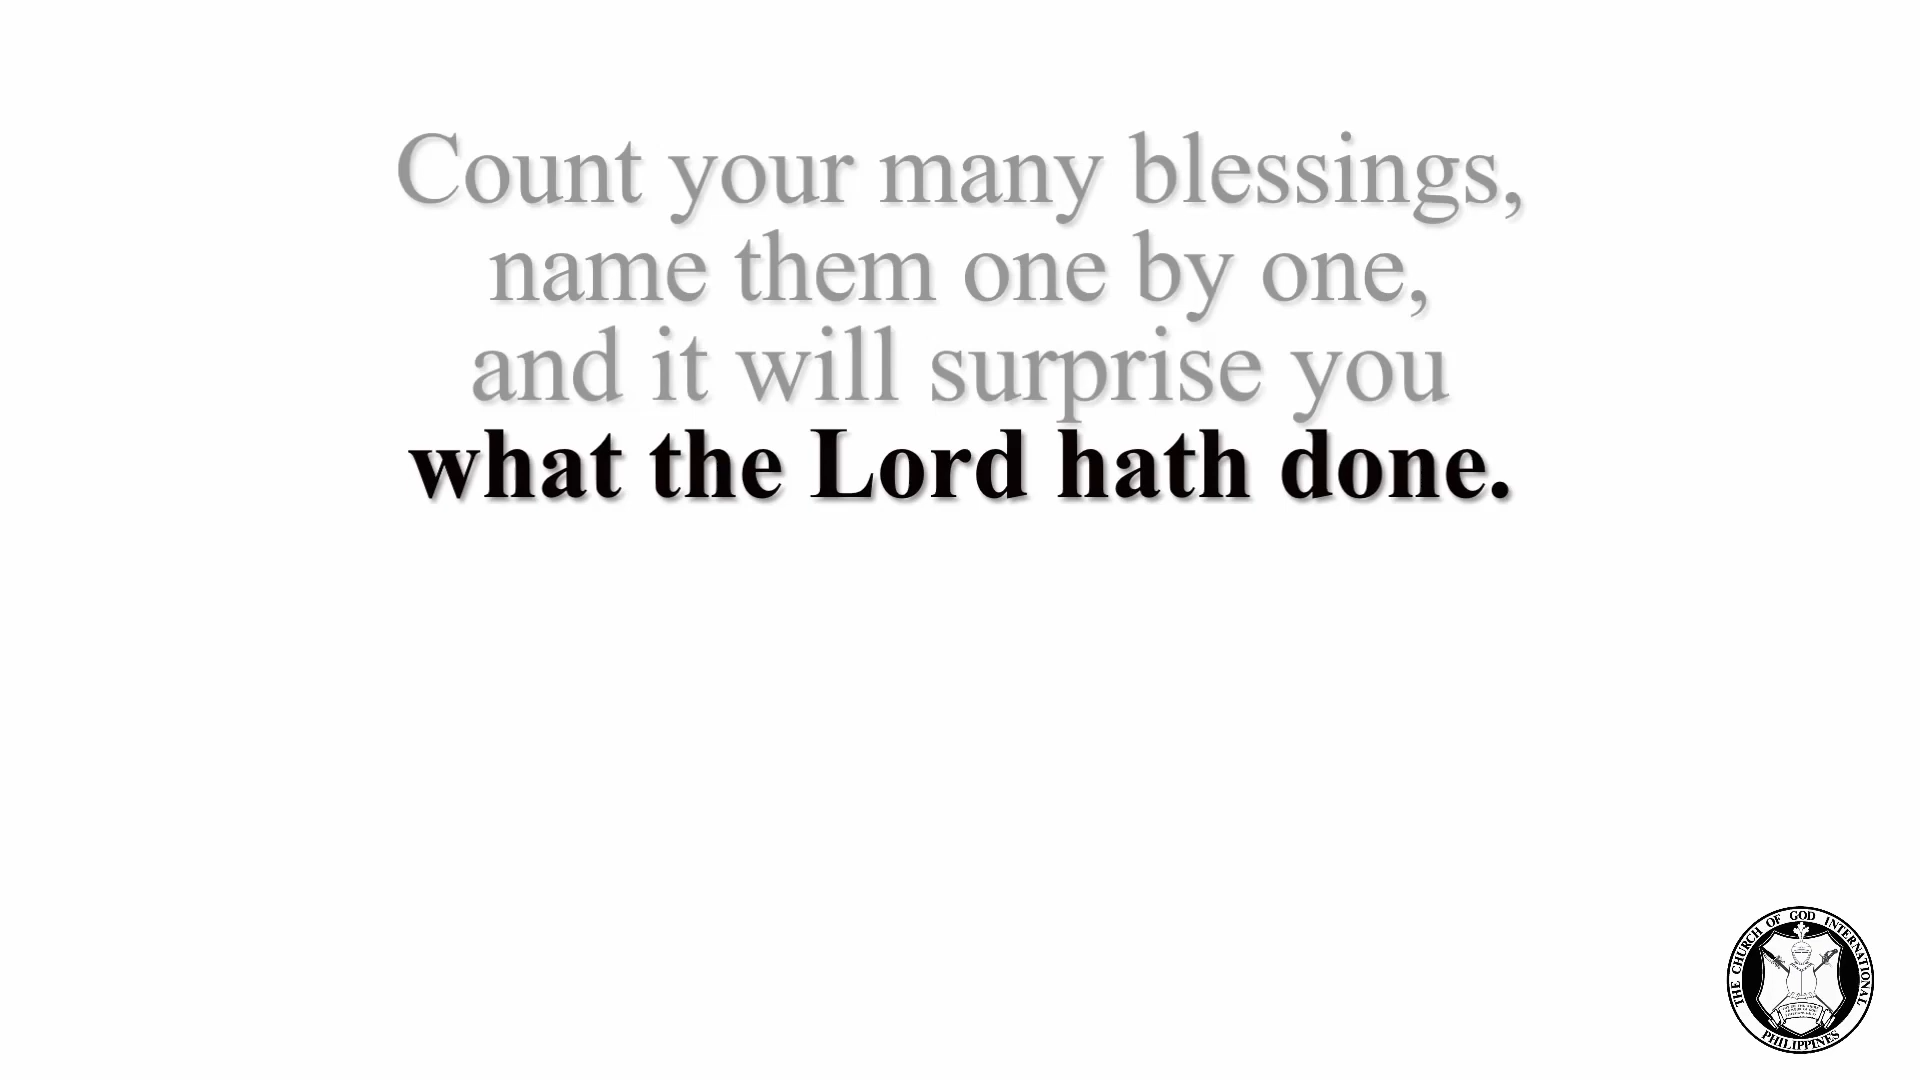 Count your many blessings,
name them one by one,
and it will surprise you
what the Lord hath done.
THE CHURCH OF GOD INTERNATIONAL
PHILIPPINES